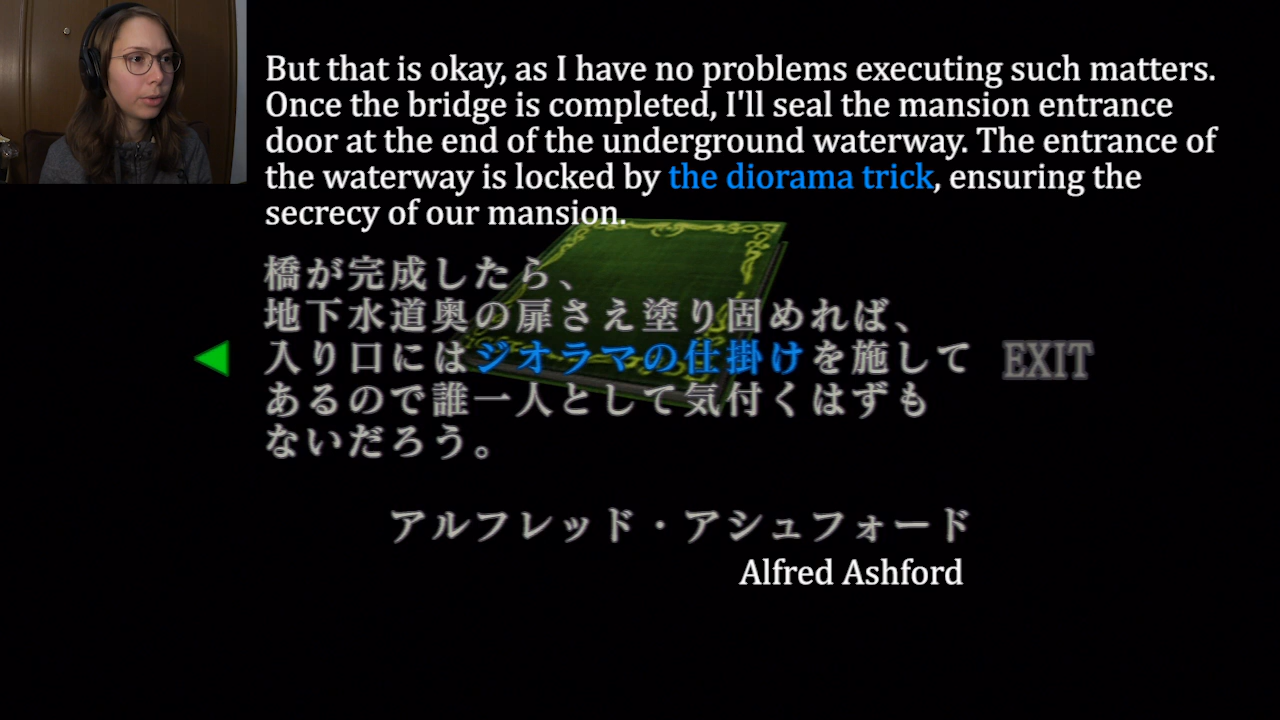 But that is okay, as I have no problems executing such matters.
Once the bridge is completed, I'll seal the mansion entrance
door at the end of the underground waterway. The entrance of
the waterway is locked by the diorama trick, ensuring the
secrecy of our mansion.
橋が完成したら、
地下水道奥の扉さえ塗り固めれば、
入り口にはジオラマの仕掛けを施して
EXIT
あるので誰一人として気付くはずも
ないだろう。
アルフレッド・アシュフォード
Alfred Ashford